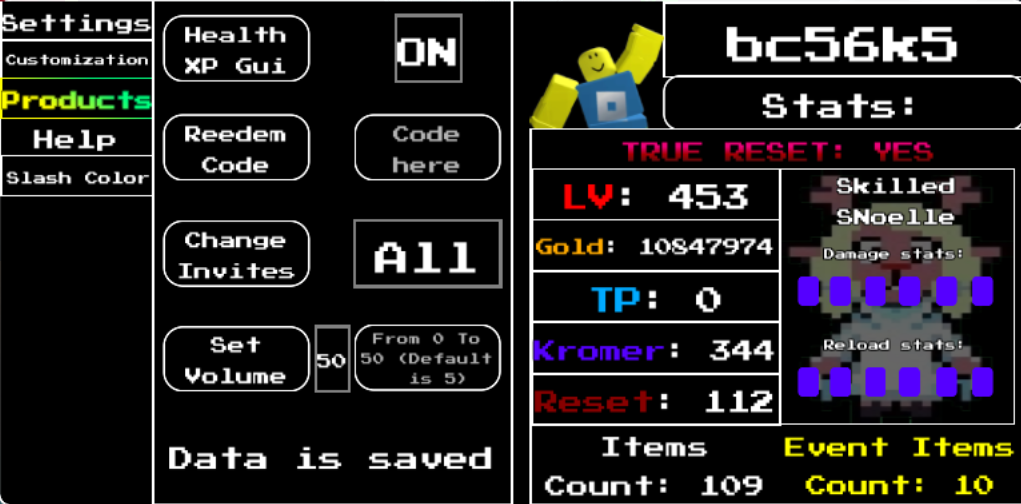 Settings
Customization
Products
Help
Slash Color
Health
XP Gui
ON
Reedem
Code
Code
here
Change
Invites
All
Set
Volume
50
From 0 To
50 (Default
is 5)
Data is saved
bc56k5
Stats:
TRUE RESET: YES
LV: 453
Gold: 10847974
TP: 0
Kromer: 344
Reset: 112
Skilled
SNoelle
Damage stats:
Reload stats:
Items
Count: 109
Event Items
Count: 10